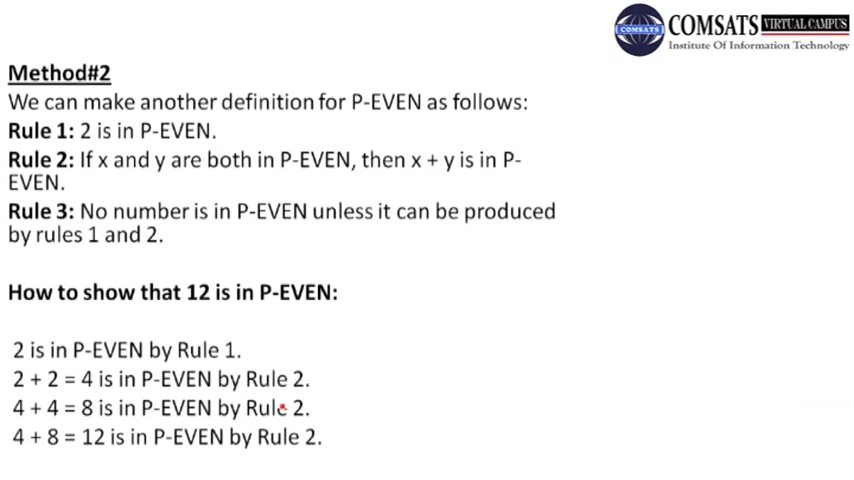 COMSATS VIRTUAL CAMPUS
COMSATS
Institute Of Information Technology
Method#2
We can make another definition for P-EVEN as follows:
Rule 1: 2 is in P-EVEN.
Rule 2: If x and y are both in P-EVEN, then x + y is in P-
EVEN.
Rule 3: No number is in P-EVEN unless it can be produced
by rules 1 and 2.
How to show that 12 is in P-EVEN:
2 is in P-EVEN by Rule 1.
2 + 2 = 4 is in P-EVEN by Rule 2.
4 + 4 = 8 is in P-EVEN by Rule 2.
4 + 8 = 12 is in P-EVEN by Rule 2.